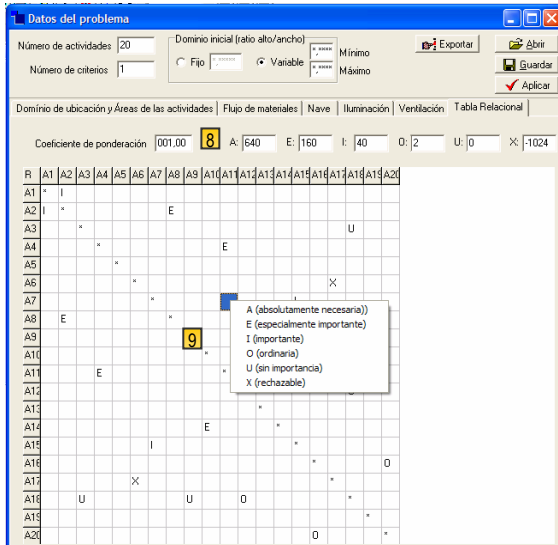 Datos del problema
Número de actividades 20
Dominio inicial (ratio alto/ancho)
Fijo Variable Mínimo
Máximo
Exportar Abrir
Número de criterios 1
Guardar
Aplicar
Domínio de ubicación y Áreas de las actividades Flujo de materiales Nave Iluminación Ventilación Tabla Relacional
Coeficiente de ponderación 001,00 8 A: 640 E: 160 I: 40 O: 2 U: 0 X: -1024
R A1 A2 A3 A4 A5 A6 A7 A8 A9 A10 A11 A12 A13 A14 A15 A16 A17 A18 A19 A20
A1 * I
A2 I * E
A3 * U
A4 * E
A5 *
A6 * X
A7 *
A (absolutamente necesaria))
A8 E *
E (especialmente importante)
A9 9
I (importante)
A10 *
O (ordinaria)
A11 E *
U (sin importancia)
A12
X (rechazable)
A13 *
A14 E *
A15 I *
A16 * O
A17 X *
A18 U U O *
A19 *
A20 O *